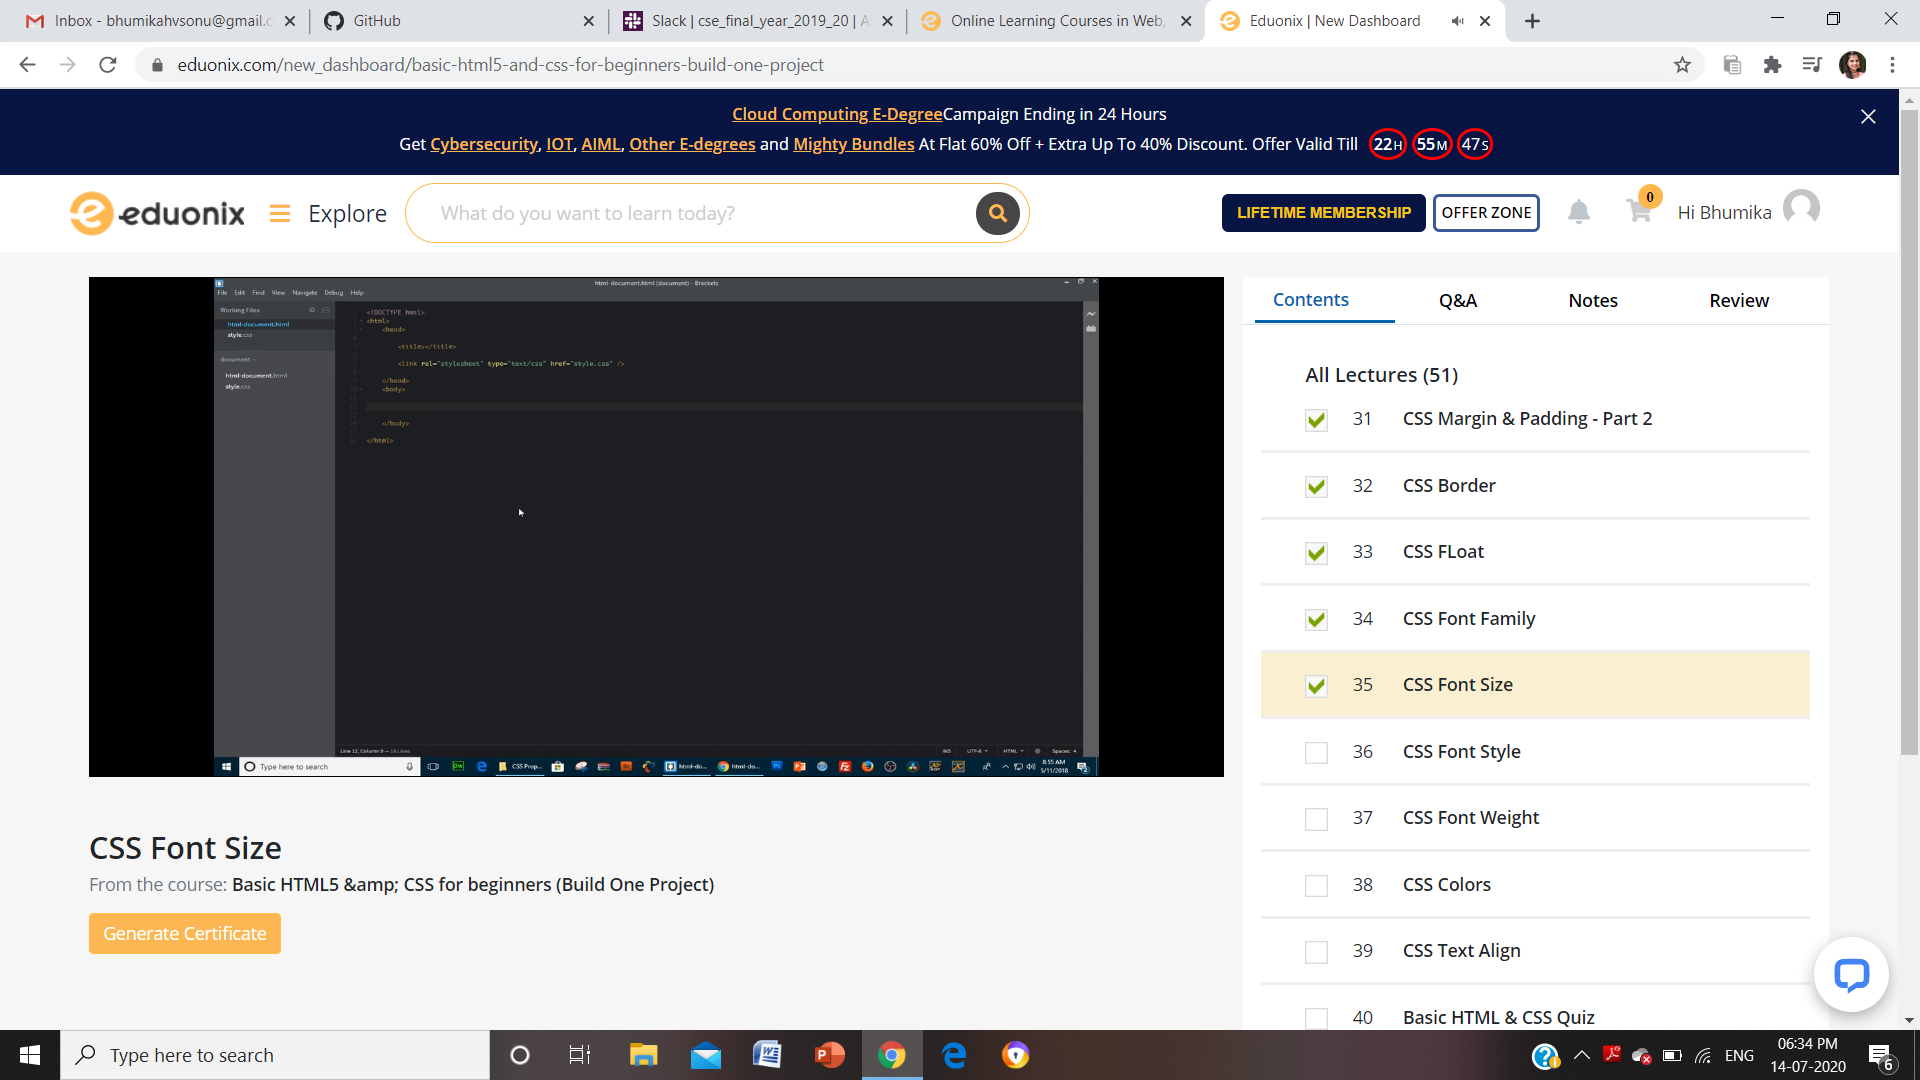 Inbox - bhumikahvsonu@gmail.c
GitHub
Slack | cse_final_year_2019_20 | A
Online Learning Courses in Web,
Eduonix | New Dashboard
eduonix.com/new_dashboard/basic-html5-and-css-for-beginners-build-one-project
Cloud Computing E-DegreeCampaign Ending in 24 Hours
Get Cybersecurity, IOT, AIML, Other E-degrees and Mighty Bundles At Flat 60% Off + Extra Up To 40% Discount. Offer Valid Till 22H 55M 47S
eduonix
Explore
What do you want to learn today?
LIFETIME MEMBERSHIP
OFFER ZONE
0
Hi Bhumika
html-document.html (document) - Brackets
File Edit Find View Navigate Debug Help
Working Files
html-document.html
style.css
document
html-document.html
style.css
<!DOCTYPE hmtl>
<html>
<head>
<title></title>
<link rel="stylesheet" type="text/css" href="style.css" />
</head>
<body>
</body>
</html>
Line 12, Column 9 — 16 Lines
INS UTF-8 HTML Spaces: 4
Type here to search
CSS Prop...
html-do...
html-do...
8:55 AM
5/11/2018
Contents
Q&A
Notes
Review
All Lectures (51)
31 CSS Margin & Padding - Part 2
32 CSS Border
33 CSS FLoat
34 CSS Font Family
35 CSS Font Size
36 CSS Font Style
37 CSS Font Weight
38 CSS Colors
39 CSS Text Align
40 Basic HTML & CSS Quiz
CSS Font Size
From the course: Basic HTML5 &amp; CSS for beginners (Build One Project)
Generate Certificate
Type here to search
ENG
06:34 PM
14-07-2020
6